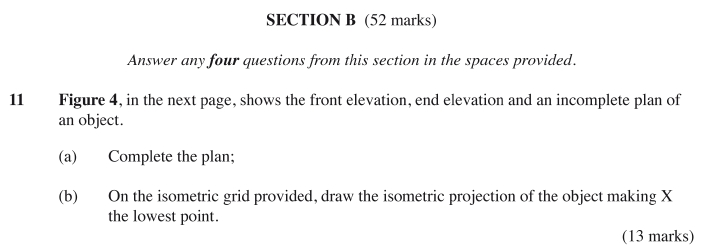 SECTION B (52 marks)
Answer any four questions from this section in the spaces provided.
11 Figure 4, in the next page, shows the front elevation, end elevation and an incomplete plan of
an object.
(a) Complete the plan;
(b) On the isometric grid provided, draw the isometric projection of the object making X
the lowest point.
(13 marks)